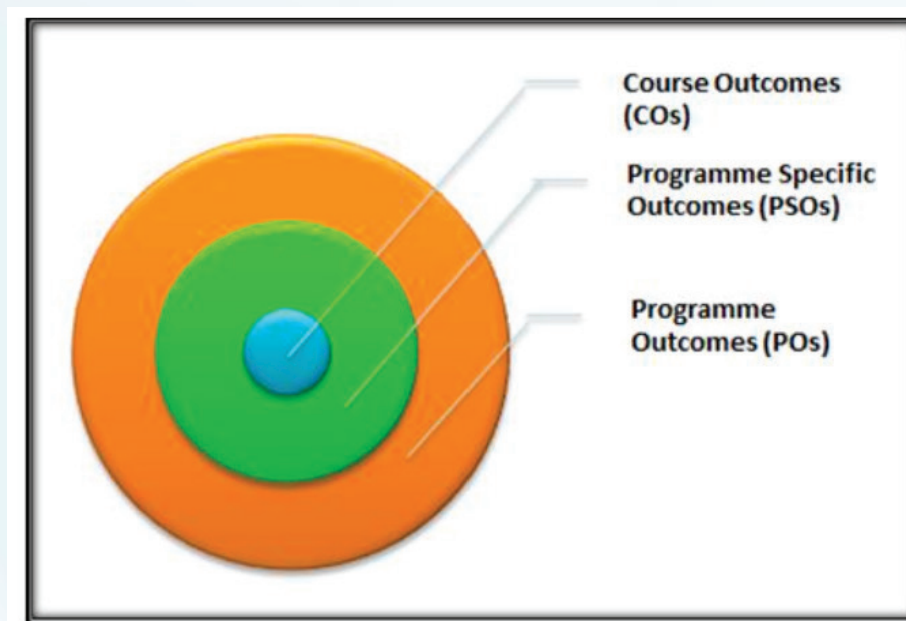 Course Outcomes
(COs)
Programme Specific
Outcomes (PSOs)
Programme
Outcomes (POs)